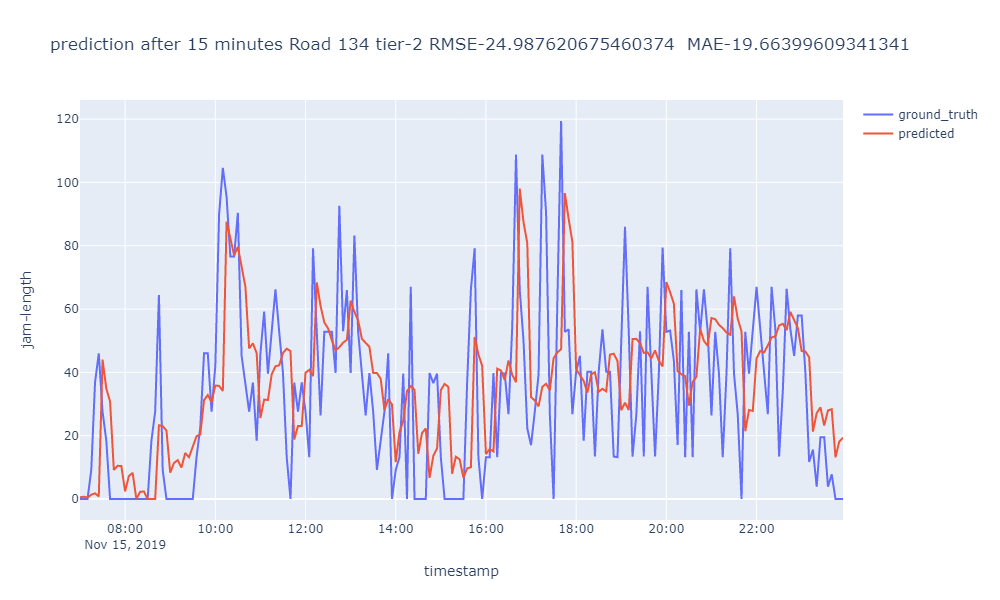 prediction after 15 minutes Road 134 tier-2 RMSE-24.987620675460374  MAE-19.66399609341341
ground_truth
predicted
120
100
80
60
40
20
0
jam-length
08:00 10:00 12:00 14:00 16:00 18:00 20:00 22:00
Nov 15, 2019
timestamp